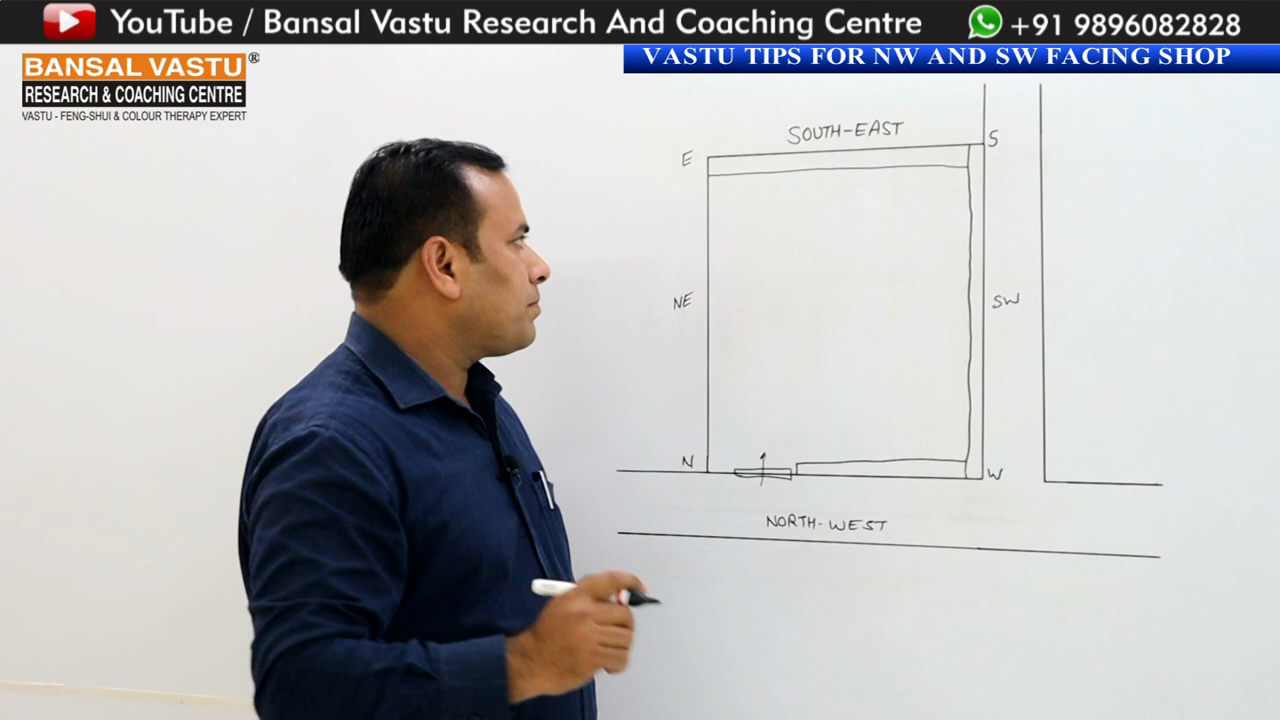 YouTube / Bansal Vastu Research And Coaching Centre +91 9896082828
VASTU TIPS FOR NW AND SW FACING SHOP
BANSAL VASTU®
RESEARCH & COACHING CENTRE
VASTU - FENG-SHUI & COLOUR THERAPY EXPERT
SOUTH-EAST
E
S
NE
SW
N
W
NORTH-WEST